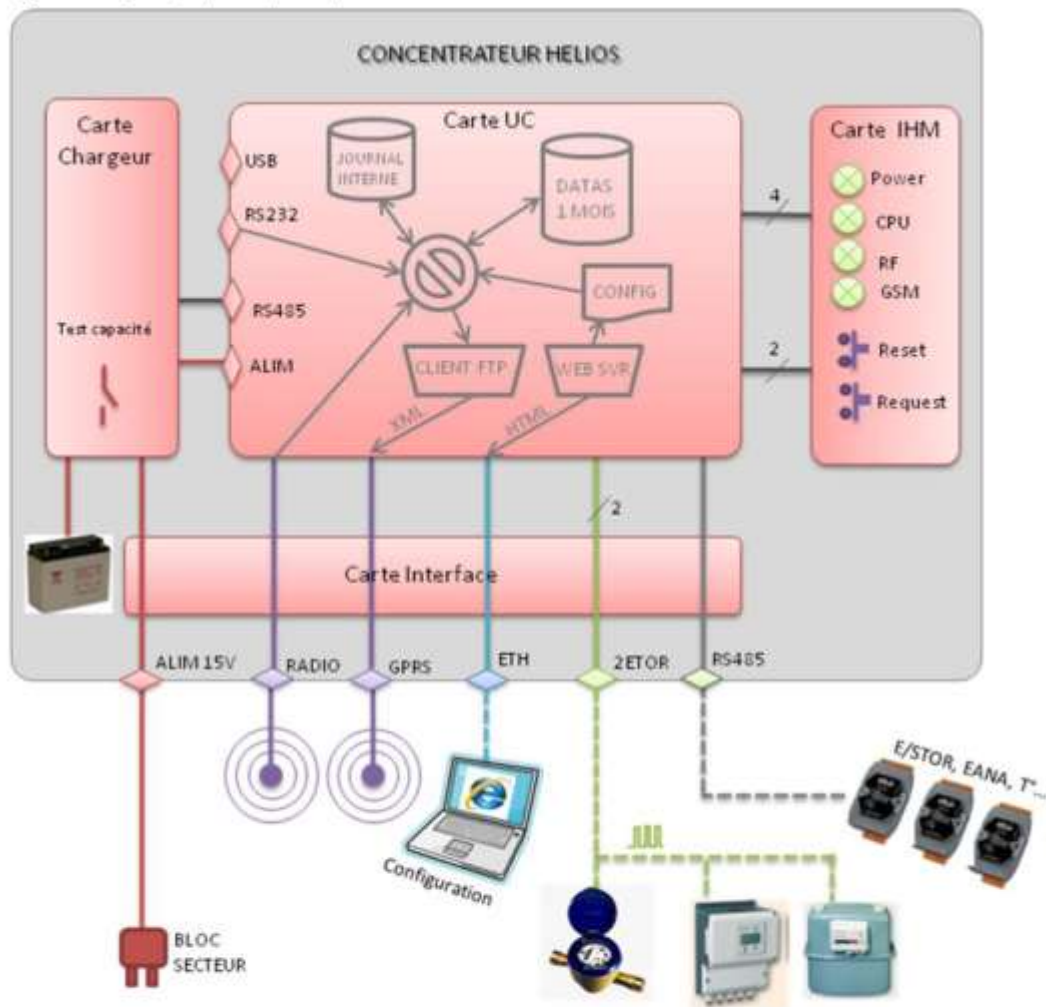 CONCENTRATEUR HELIOS
Carte
Chargeur
Test capacité
Carte UC
USB
RS232
RS485
ALIM
JOURNAL
INTERNE
DATAS
1 MOIS
CONFIG
CLIENT FTP
WEB SVR
XML
HTML
Carte IHM
Power
CPU
RF
GSM
Reset
Request
4
2
2
Carte Interface
ALIM 15V
RADIO
GPRS
ETH
2ETOR
RS485
E/STOR, EANA, T°...
Configuration
BLOC
SECTEUR